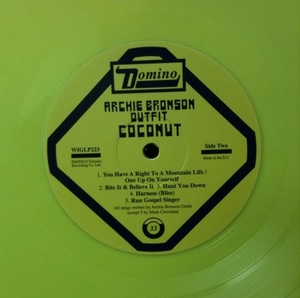 Domino
ARCHIE BRONSON
OUTFIT
COCONUT
WIGLP223
Side Two
Made in the E.U.
1. You Have A Right To A Mountain Life /
One Up On Yourself
2. Bite It & Believe It 3. Hunt You Down
4. Harness (Bliss)
5. Run Gospel Singer
All songs written by Archie Bronson Outfit
except 5 by Mark Cleveland
33